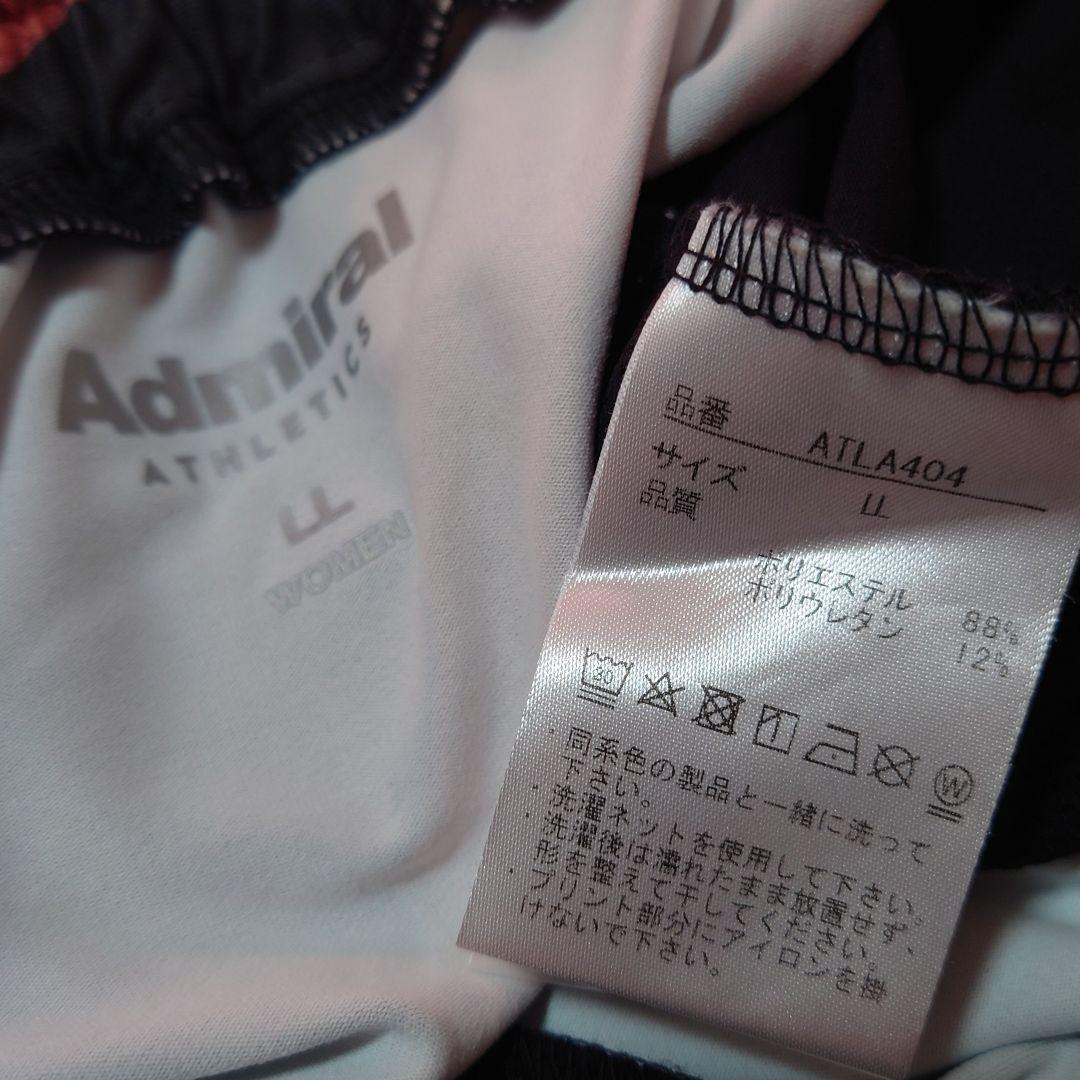 Admiral
ATHLETICS
LL
WOMEN
品番 ATLA404
サイズ LL
品質
ポリエステル 88%
ポリウレタン 12%
30
W
・同系色の製品と一緒に洗って
下さい。
・洗濯ネットを使用して下さい。
・洗濯後は濡れたまま放置せず、
形を整えて干してください。
・プリント部分にアイロンを掛
けないで下さい。